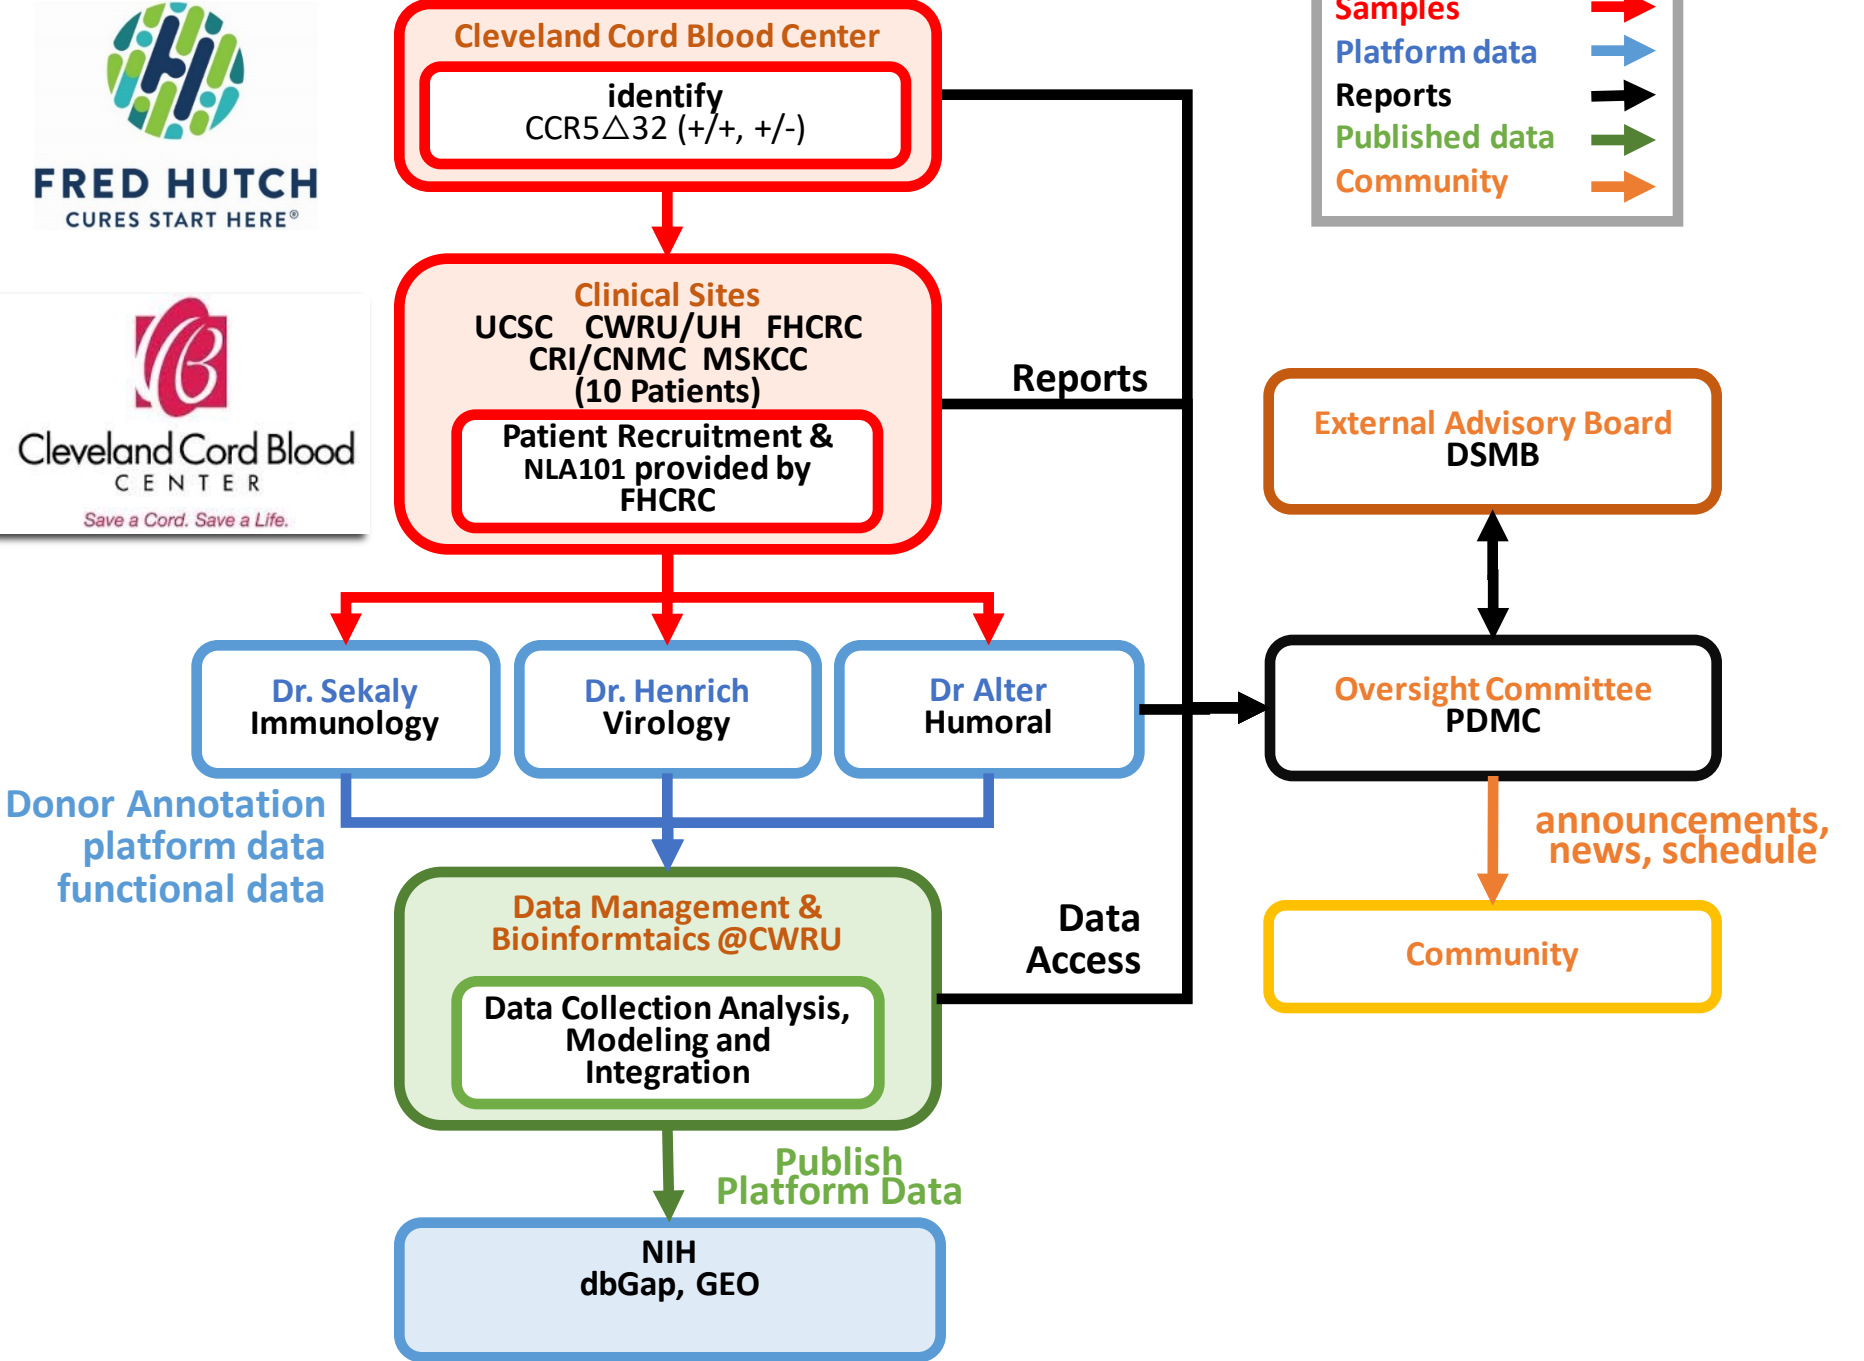 FRED HUTCH
CURES START HERE®
Cleveland Cord Blood
CENTER
Save a Cord. Save a Life.
Cleveland Cord Blood Center
identify
CCR5△32 (+/+, +/-)
Samples
Platform data
Reports
Published data
Community
Clinical Sites
UCSC CWRU/UH FHCRC
CRI/CNMC MSKCC
(10 Patients)
Patient Recruitment &
NLA101 provided by
FHCRC
Reports
External Advisory Board
DSMB
Dr. Sekaly
Immunology
Dr. Henrich
Virology
Dr Alter
Humoral
Oversight Committee
PDMC
Donor Annotation
platform data
functional data
announcements,
news, schedule
Data Management &
Bioinformtaics @CWRU
Data Collection Analysis,
Modeling and
Integration
Data
Access
Community
Publish
Platform Data
NIH
dbGap, GEO